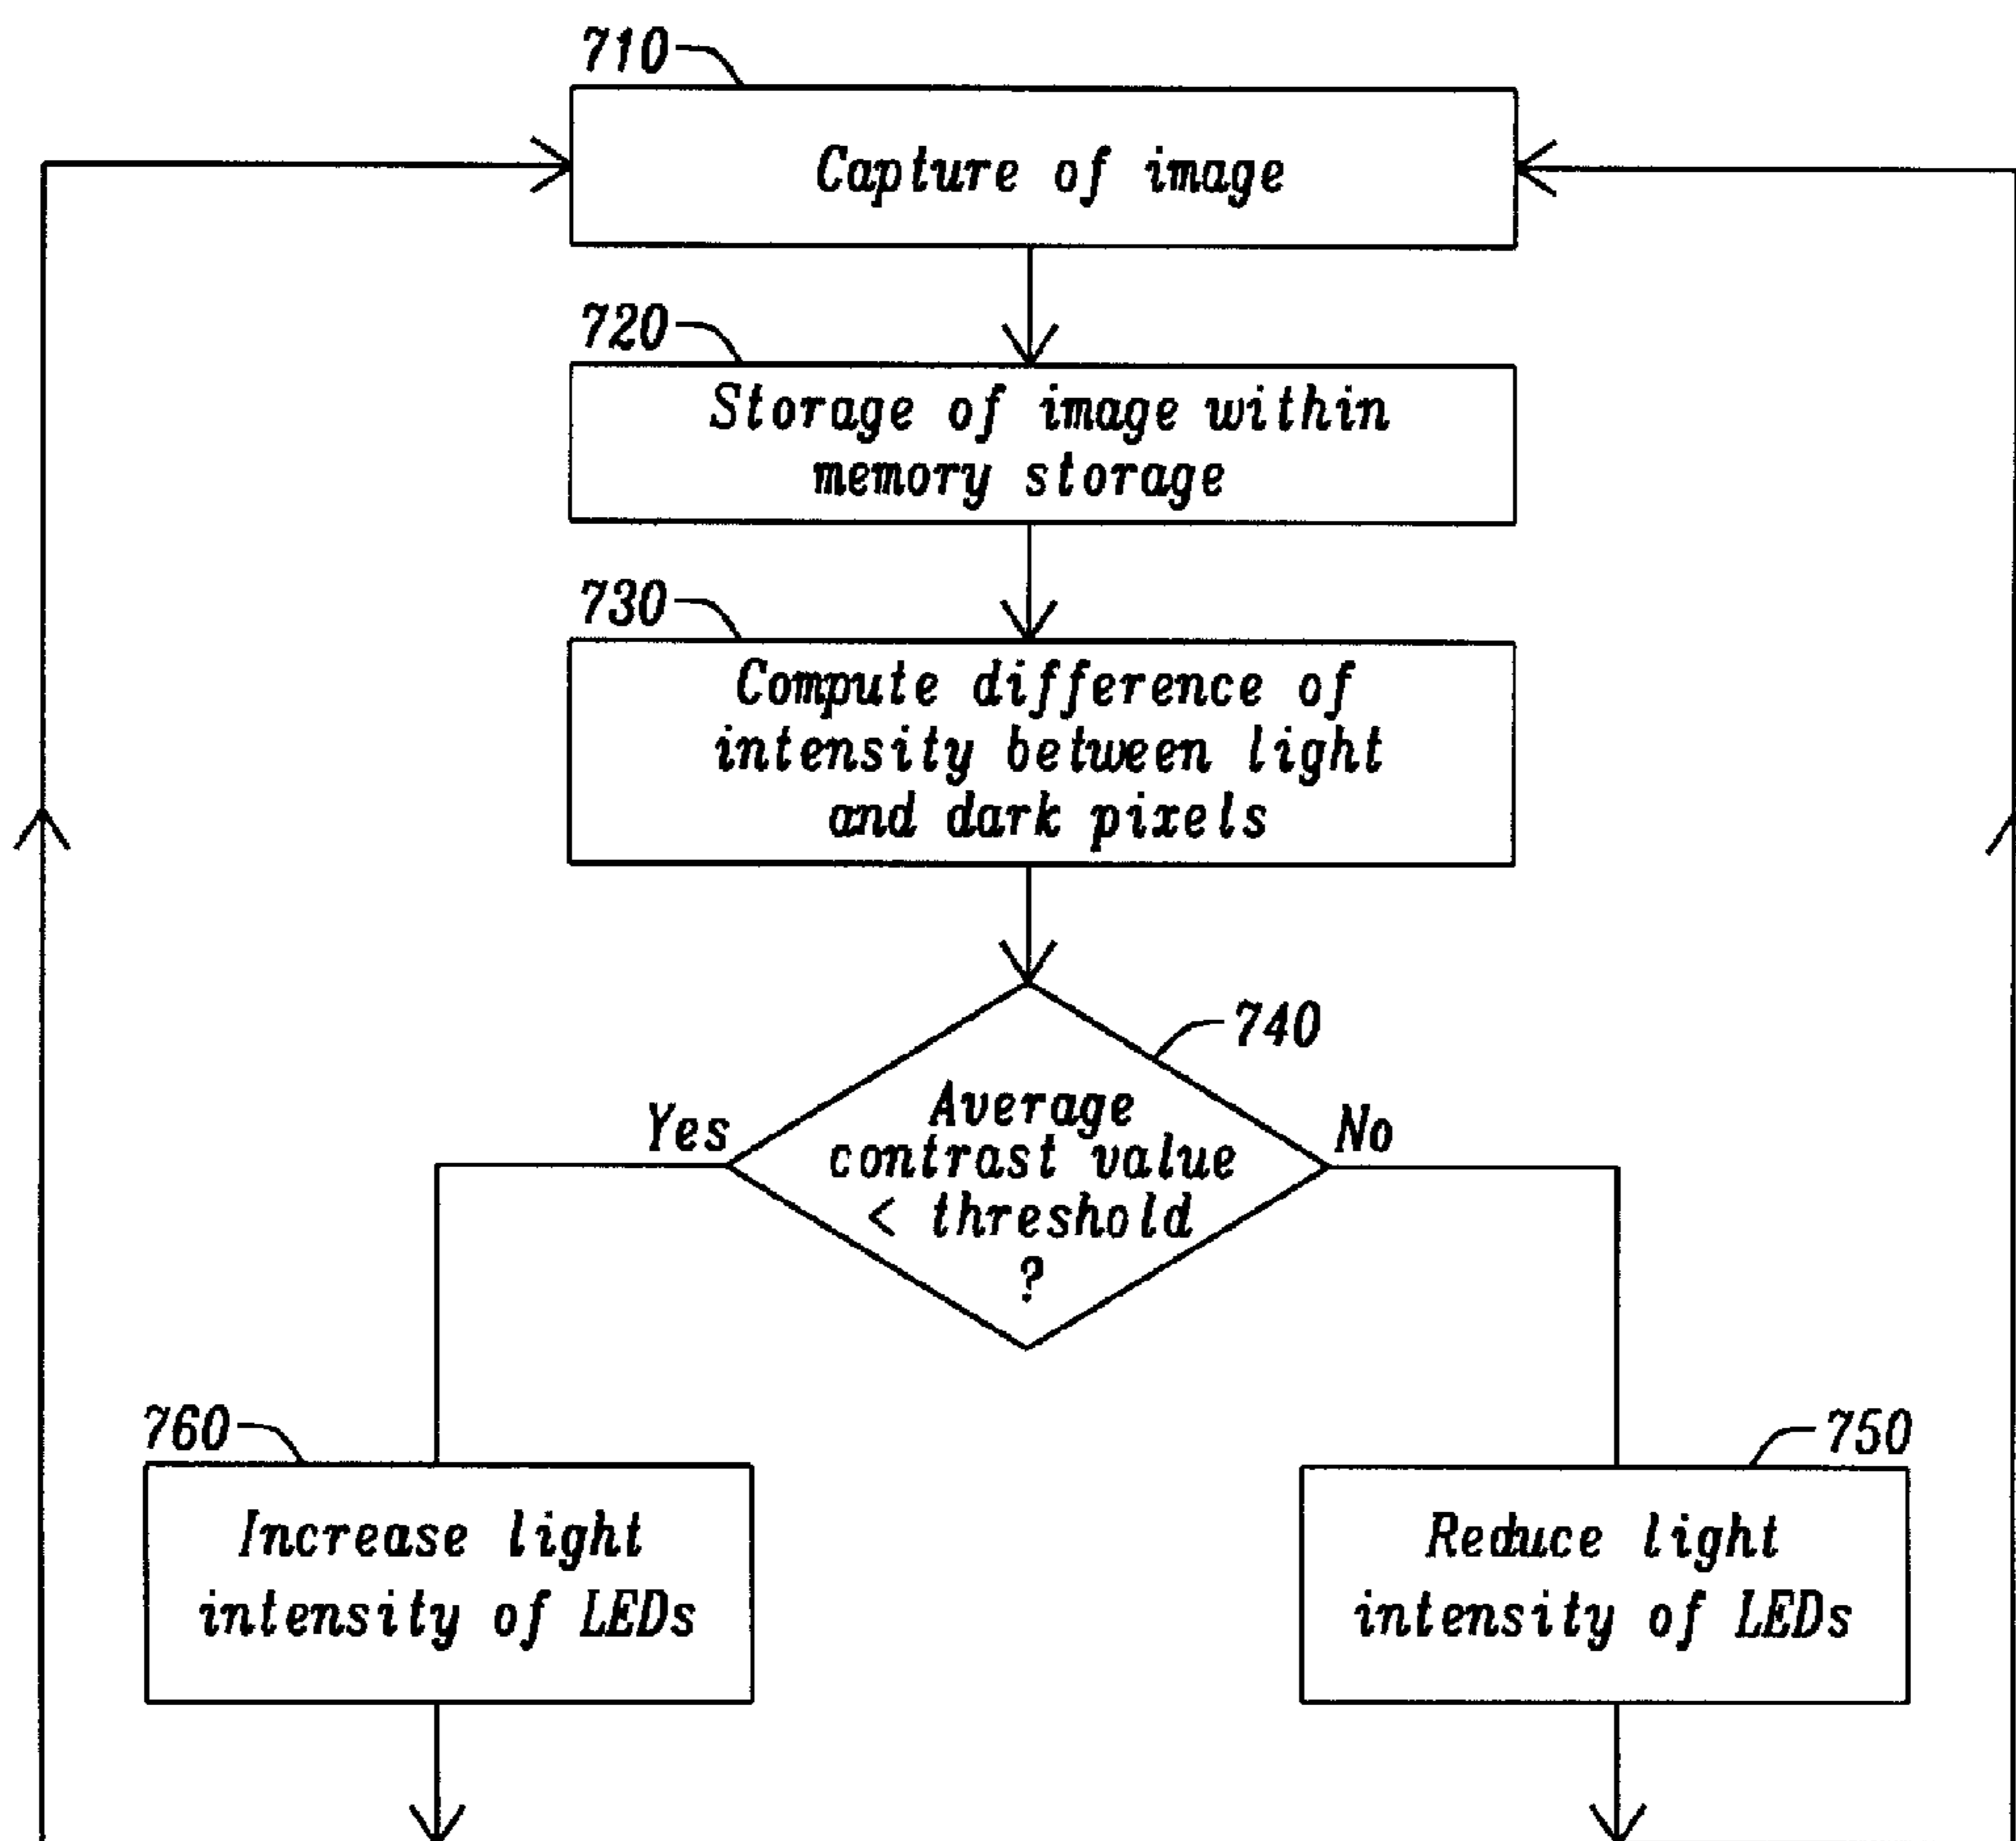 710
Capture of image
720
Storage of image within
memory storage
730
Compute difference of
intensity between light
and dark pixels
740
Average
contrast value
< threshold
?
Yes
No
760
Increase light
intensity of LEDs
750
Reduce light
intensity of LEDs